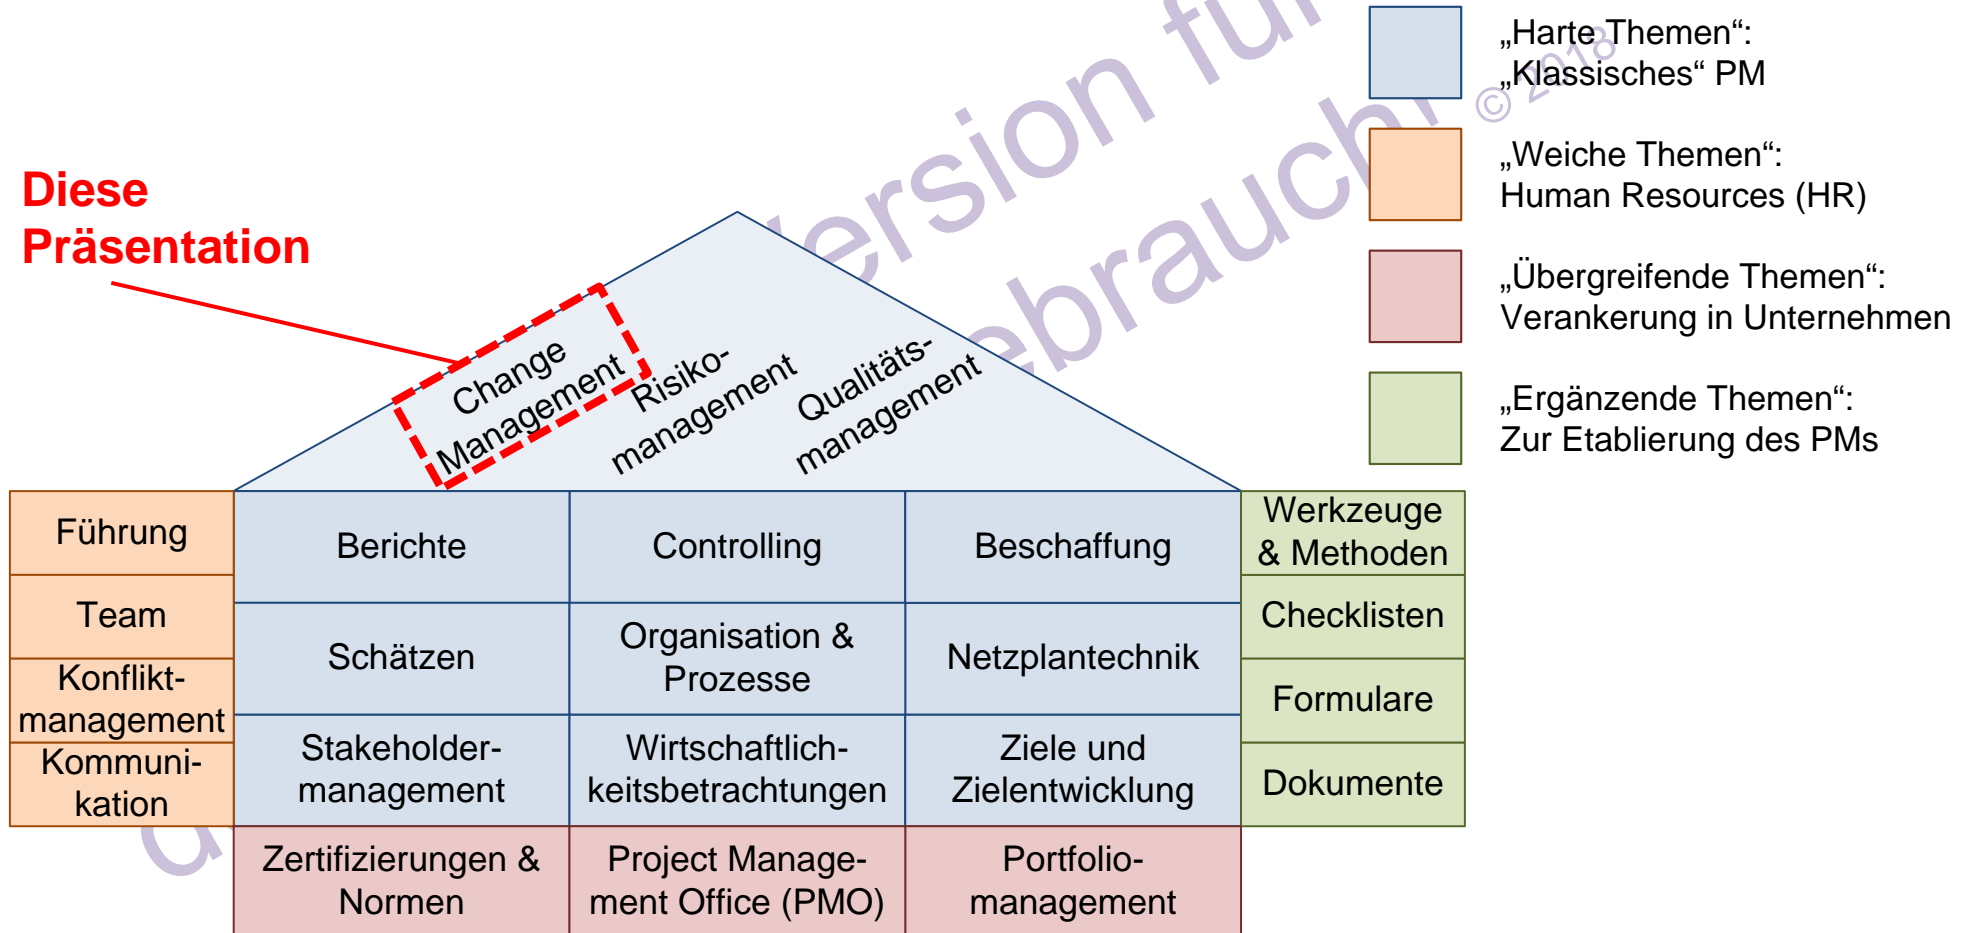 „Harte Themen“:
„Klassisches“ PM
„Weiche Themen“:
Human Resources (HR)
„Übergreifende Themen“:
Verankerung in Unternehmen
„Ergänzende Themen“:
Zur Etablierung des PMs
Diese
Präsentation
Change
Management
Risiko-
management
Qualitäts-
management
Führung
Team
Konflikt-
management
Kommuni-
kation
Berichte
Controlling
Beschaffung
Schätzen
Organisation &
Prozesse
Netzplantechnik
Stakeholder-
management
Wirtschaftlich-
keitsbetrachtungen
Ziele und
Zielentwicklung
Zertifizierungen &
Normen
Project Manage-
ment Office (PMO)
Portfolio-
management
Werkzeuge
& Methoden
Checklisten
Formulare
Dokumente
© 2018